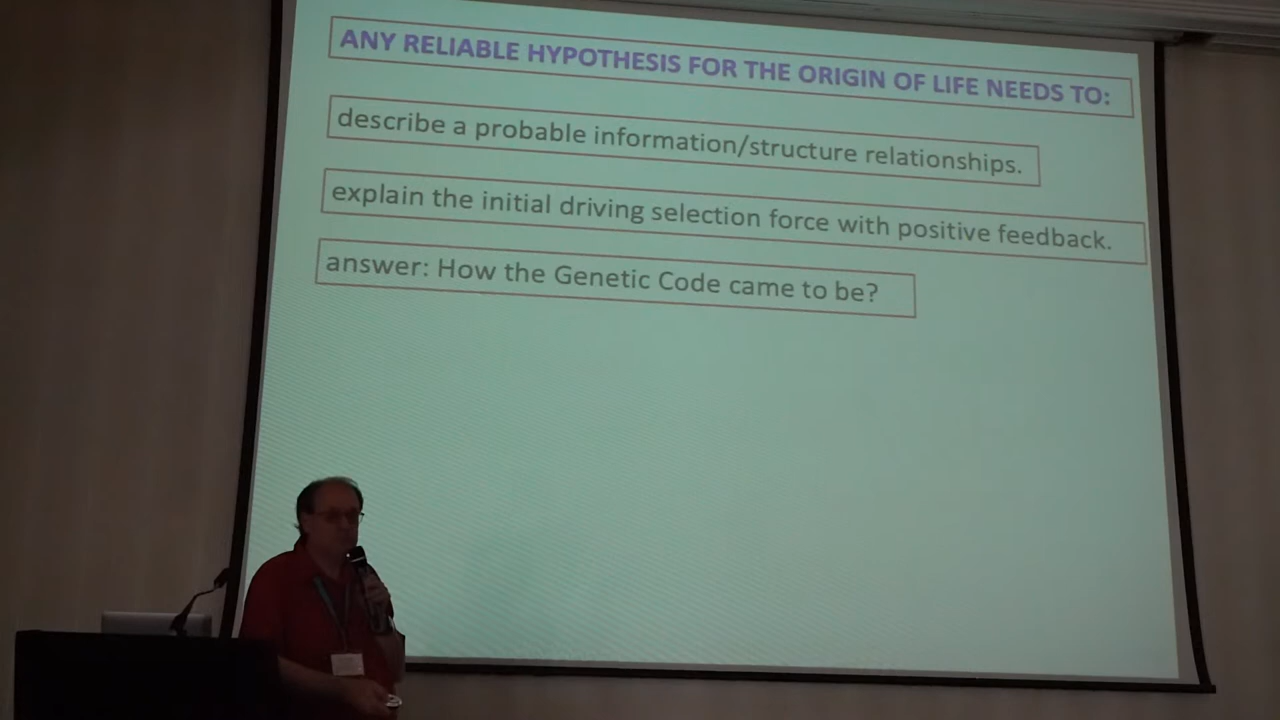 ANY RELIABLE HYPOTHESIS FOR THE ORIGIN OF LIFE NEEDS TO:
describe a probable information/structure relationships.
explain the initial driving selection force with positive feedback.
answer: How the Genetic Code came to be?